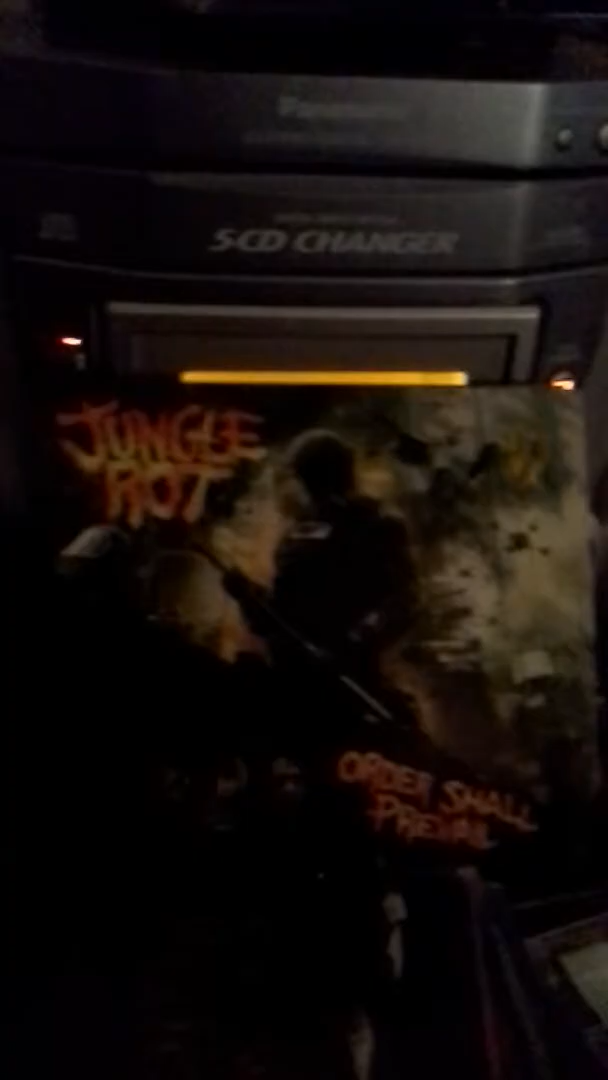 Panasonic
5-CD CHANGER
JUNGLE
ROT
ORDER SHALL
PREVAIL